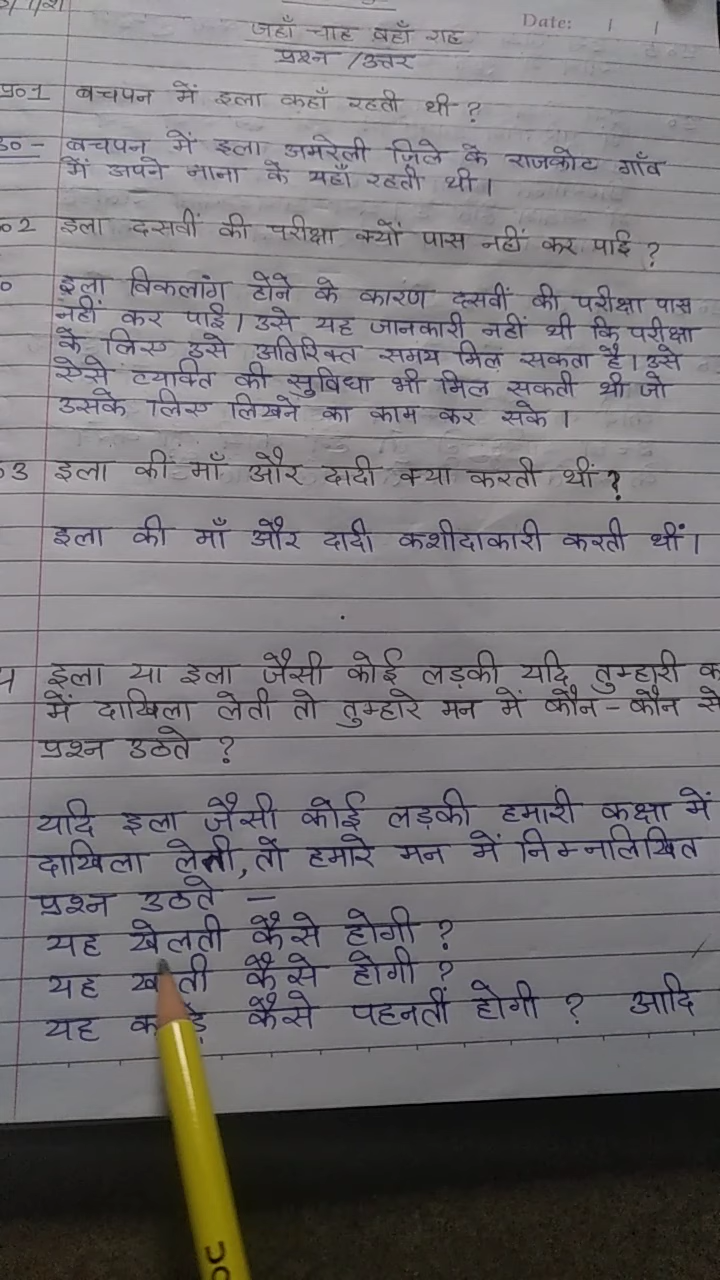 Date: / /
जहाँ चाह वहाँ राह
प्रश्न / उत्तर
प्र०1 बचपन में इला कहाँ रहती थी ?
उ०- बचपन में इला अमरेली ज़िले के राजकोट गाँव
में अपने नाना के यहाँ रहती थी।
०2 इला दसवीं की परीक्षा क्यों पास नहीं कर पाई ?
इला विकलांग होने के कारण दसवीं की परीक्षा पास
नहीं कर पाई। उसे यह जानकारी नहीं थी कि परीक्षा
के लिए उसे अतिरिक्त समय मिल सकता है। उसे
ऐसे व्यक्ति की सुविधा भी मिल सकती थी जो
उसके लिए लिखने का काम कर सके।
3 इला की माँ और दादी क्या करती थीं ?
इला की माँ और दादी कशीदाकारी करती थीं।
इला या इला जैसी कोई लड़की यदि तुम्हारी क
में दाखिला लेती तो तुम्हारे मन में कौन-कौन से
प्रश्न उठते ?
यदि इला जैसी कोई लड़की हमारी कक्षा में
दाखिला लेती, तो हमारे मन में निम्नलिखित
प्रश्न उठते -
यह खेलती कैसे होगी ?
यह कैसे होगी ?
यह कैसे पहनती होगी ? आदि